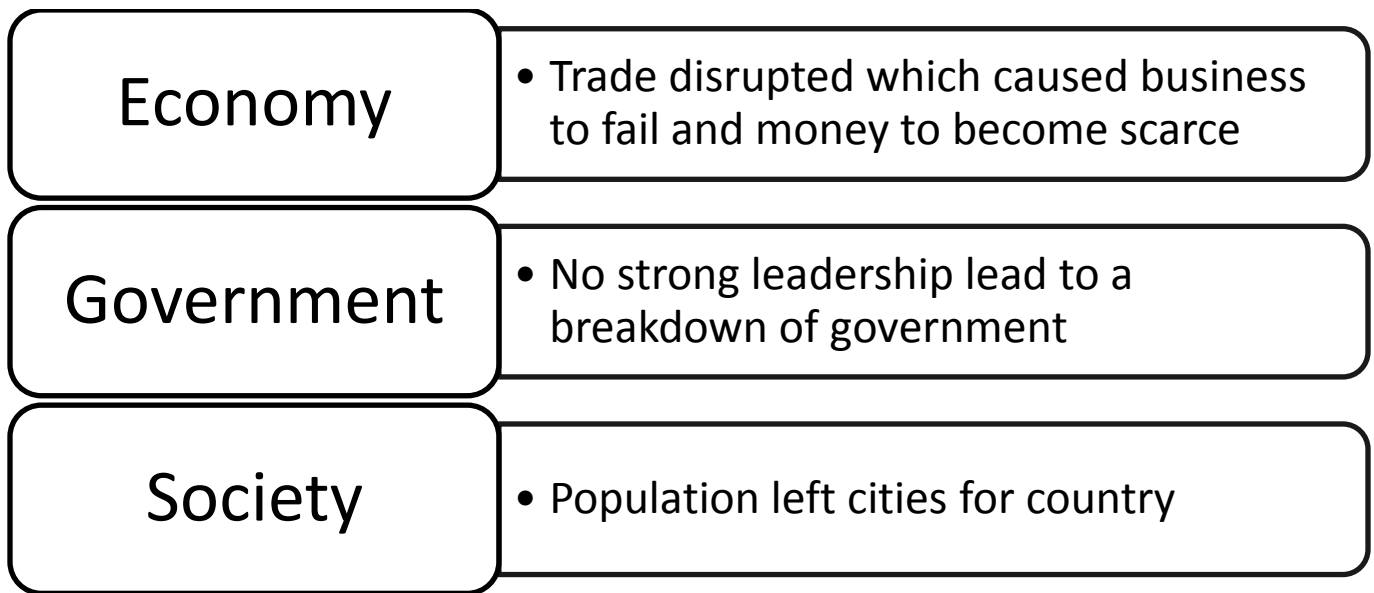 Economy
• Trade disrupted which caused business
to fail and money to become scarce
Government
• No strong leadership lead to a
breakdown of government
Society
• Population left cities for country